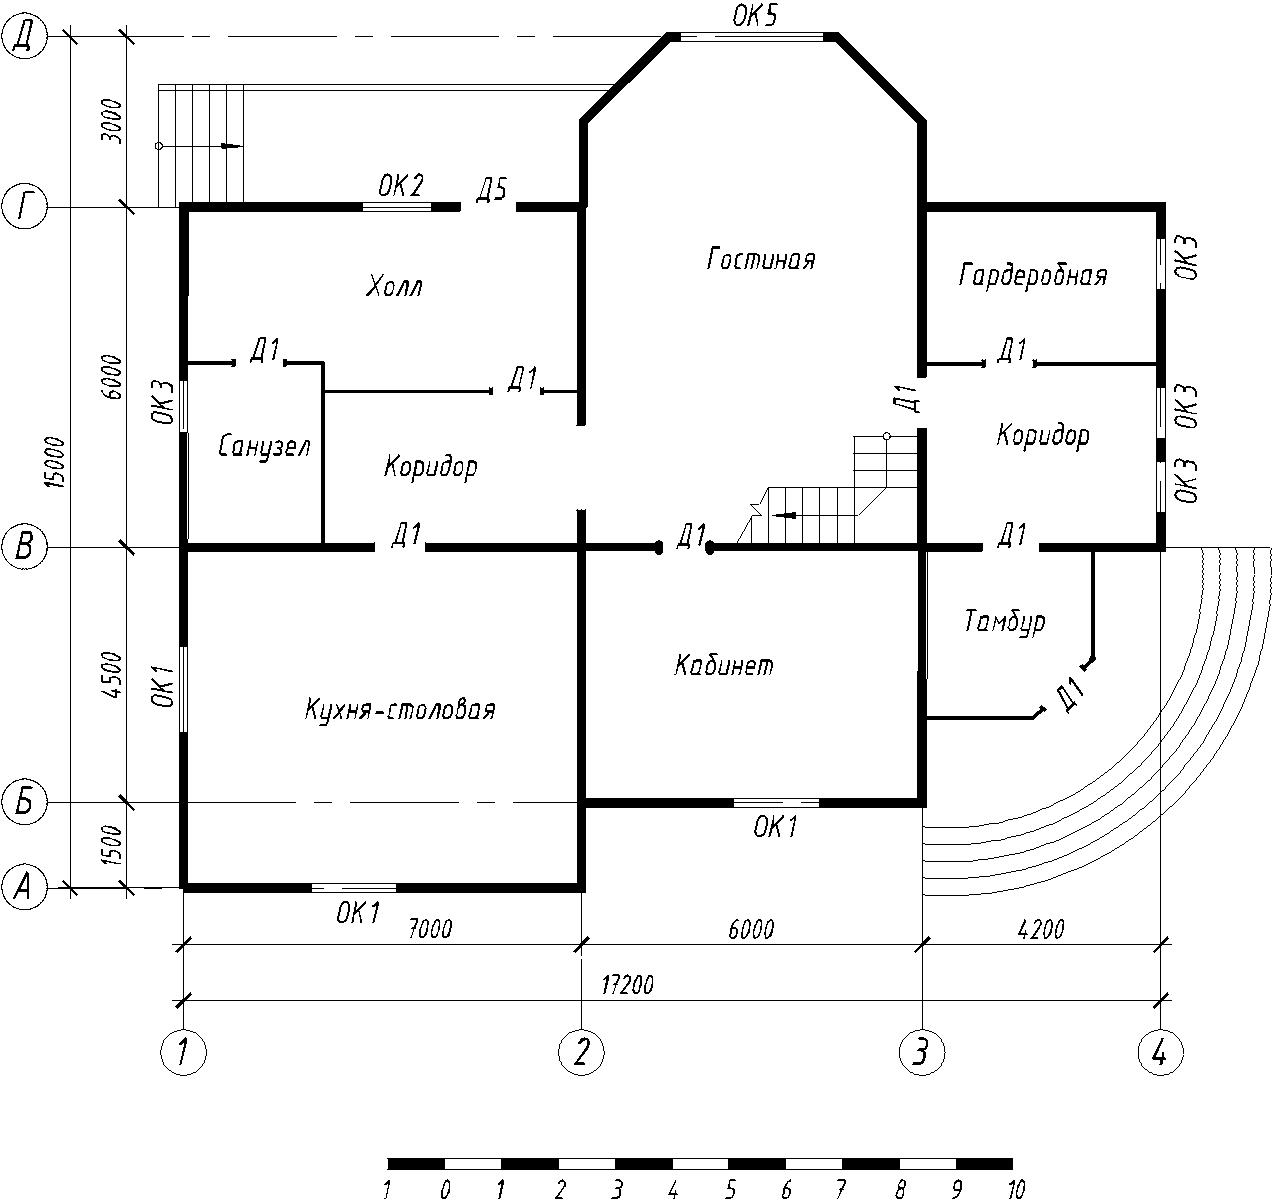 ОК5
Д
3000
Г
ОК2
Д5
Гостиная
ОК3
Холл
Гардеробная
Д1
Д1
Д1
6000
ОК3
Д1
ОК3
Санузел
Коридор
Коридор
15000
ОК3
В
Д1
Д1
Д1
Тамбур
4500
ОК1
Кабинет
Кухня-столовая
Д1
Б
ОК1
1500
А
ОК1
7000
6000
4200
17200
1
2
3
4
1 0 1 2 3 4 5 6 7 8 9 10